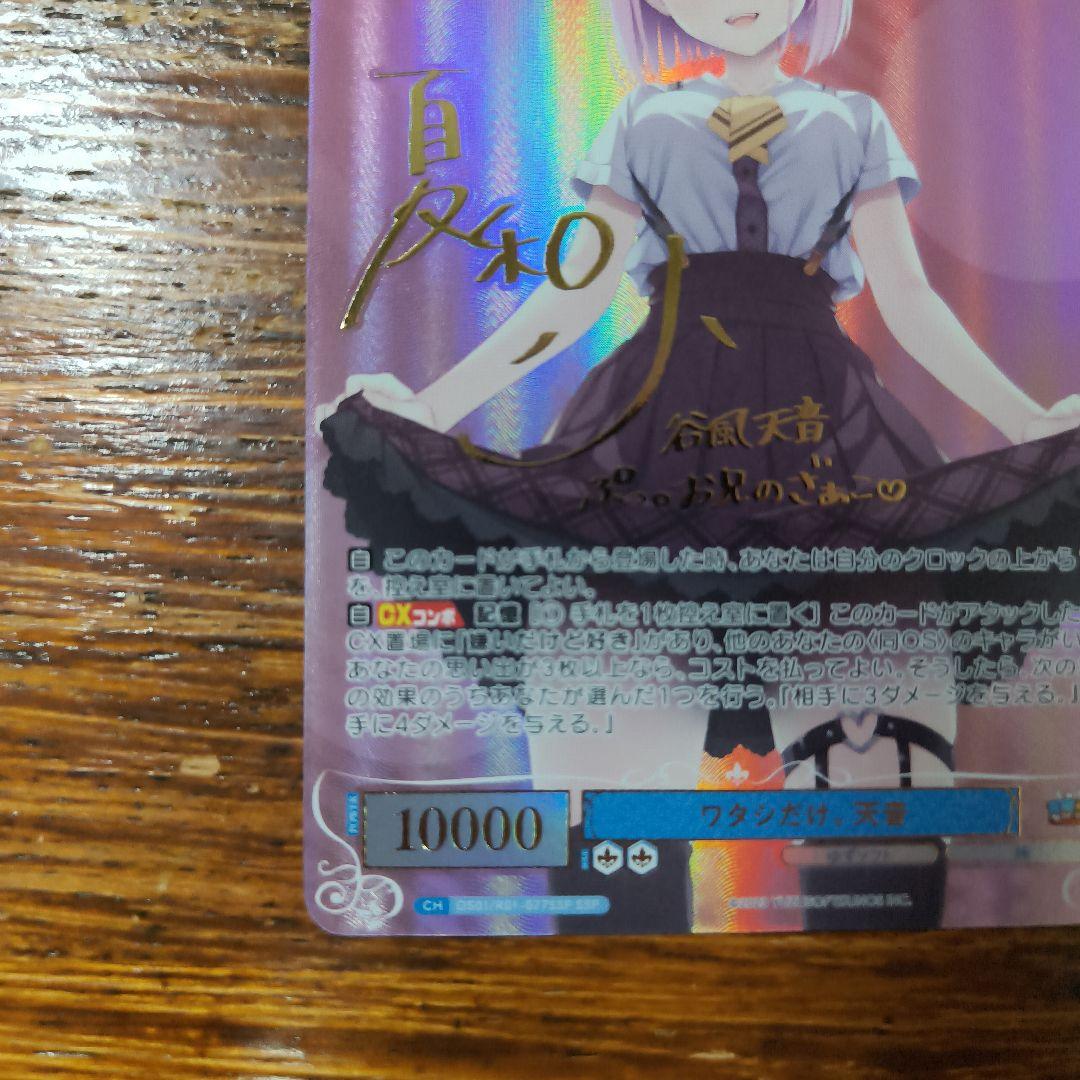 夏和小
谷風天音
ぷっ。お兄のざぁこ♡
自 このカードが手札から登場した時、あなたは自分のクロックの上から
を、控え室に置いてよい。
自 CXコンボ 記憶 手札を1枚控え室に置く］ このカードがアタックした
CX置場に「嫌いだけど好き」があり、他のあなたの《同OS》のキャラがい
あなたの思い出が3枚以上なら、コストを払ってよい。そうしたら、次の
の効果のうちあなたが選んだ1つを行う。『相手に3ダメージを与える。』
手に4ダメージを与える。』
POWER 10000 ワタシだけ。天音
ゆずソフト
CH OS01/R01-077SSP SSP